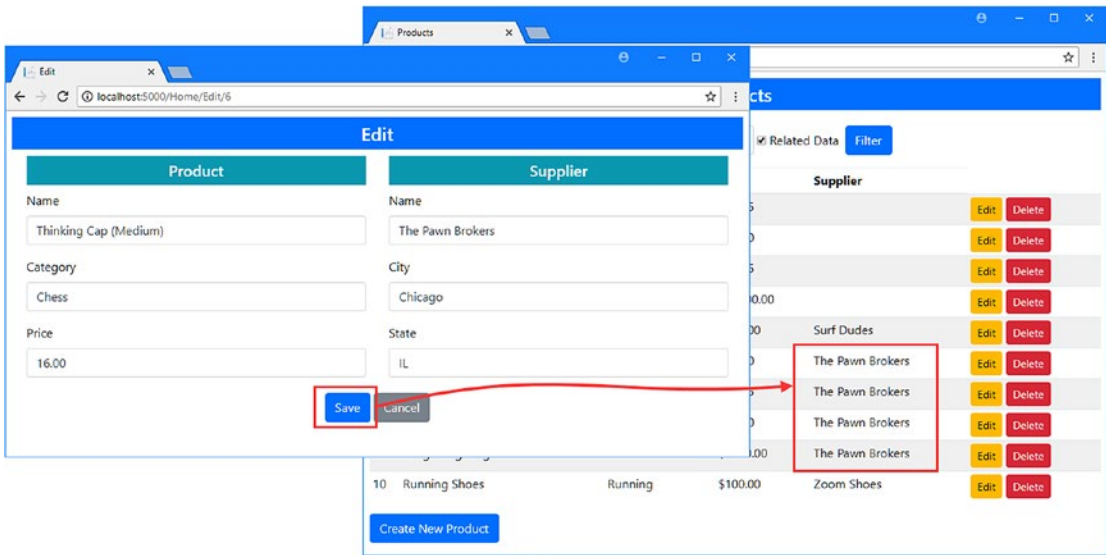 Products
Edit
localhost:5000/Home/Edit/6
Edit
Product
Supplier
Name
Name
Thinking Cap (Medium)
The Pawn Brokers
Category
City
Chess
Chicago
Price
State
16.00
IL
Save
Cancel
Related Data
Filter
Supplier
Edit
Delete
Edit
Delete
Edit
Delete
Edit
Delete
Surf Dudes
Edit
Delete
The Pawn Brokers
Edit
Delete
The Pawn Brokers
Edit
Delete
The Pawn Brokers
Edit
Delete
The Pawn Brokers
Edit
Delete
10 Running Shoes Running $100.00 Zoom Shoes
Edit
Delete
Create New Product